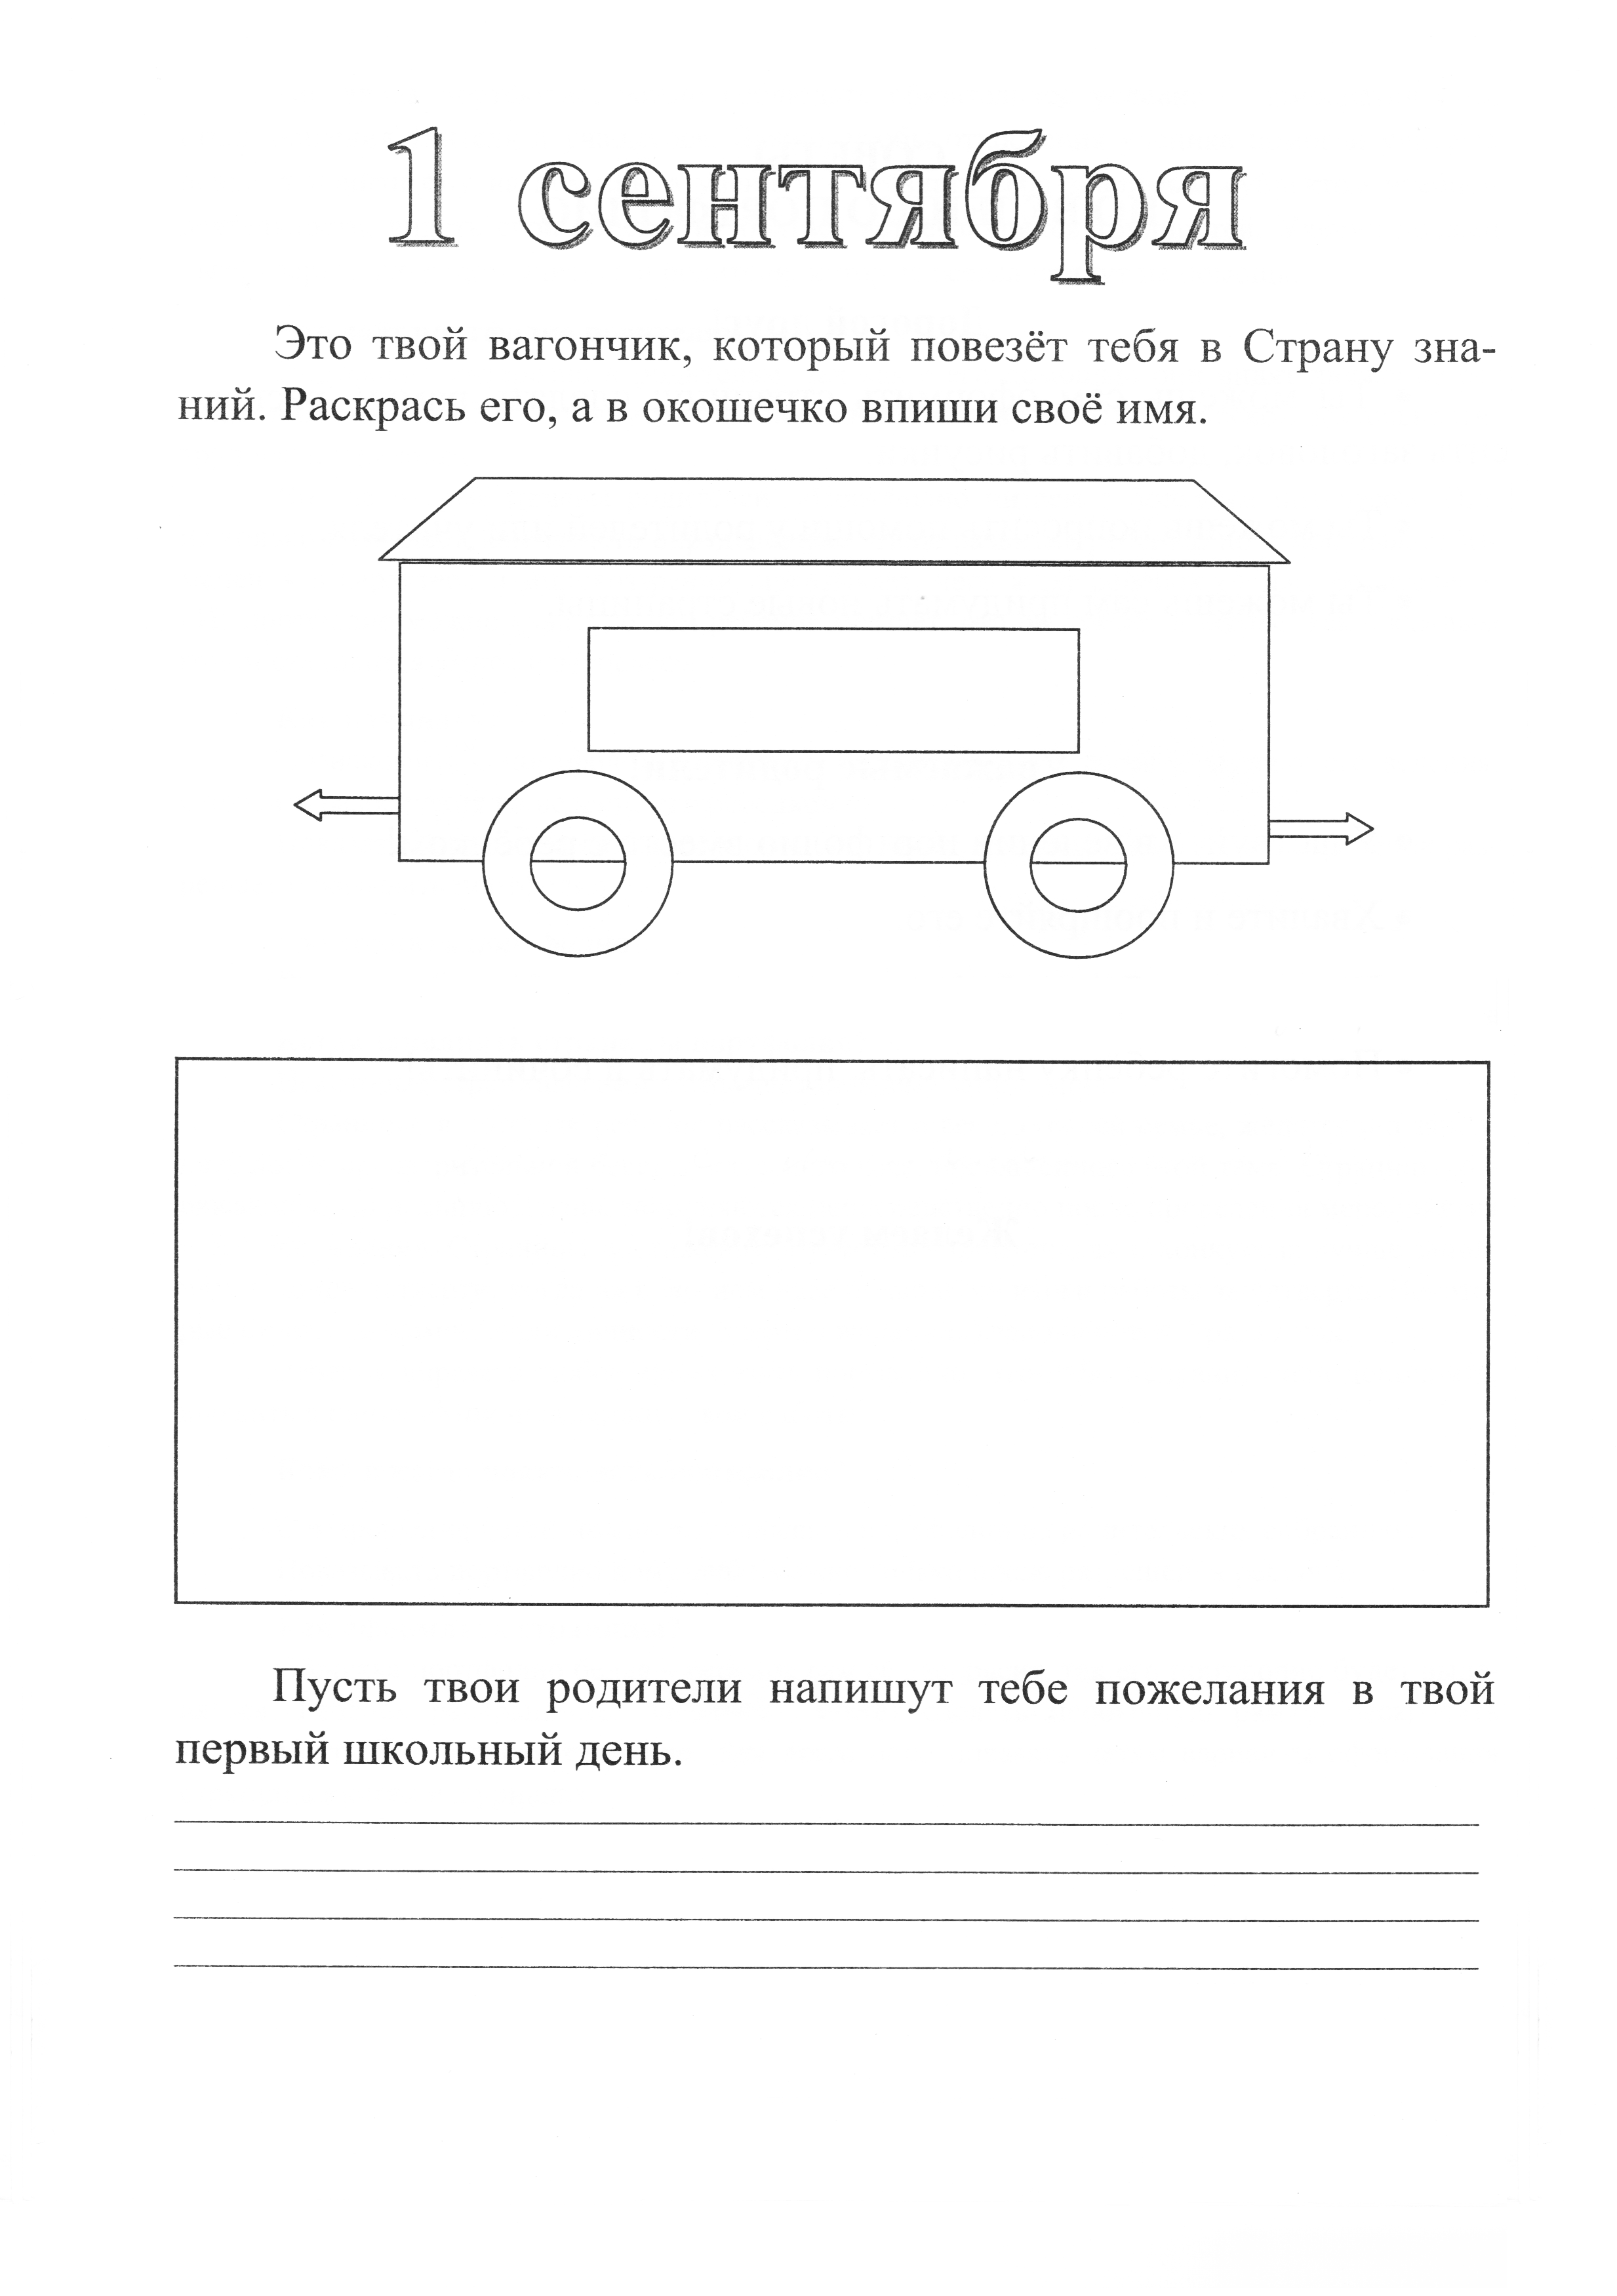 1 сентября
Это твой вагончик, который повезёт тебя в Страну зна-
ний. Раскрась его, а в окошечко впиши своё имя.
Пусть твои родители напишут тебе пожелания в твой
первый школьный день.